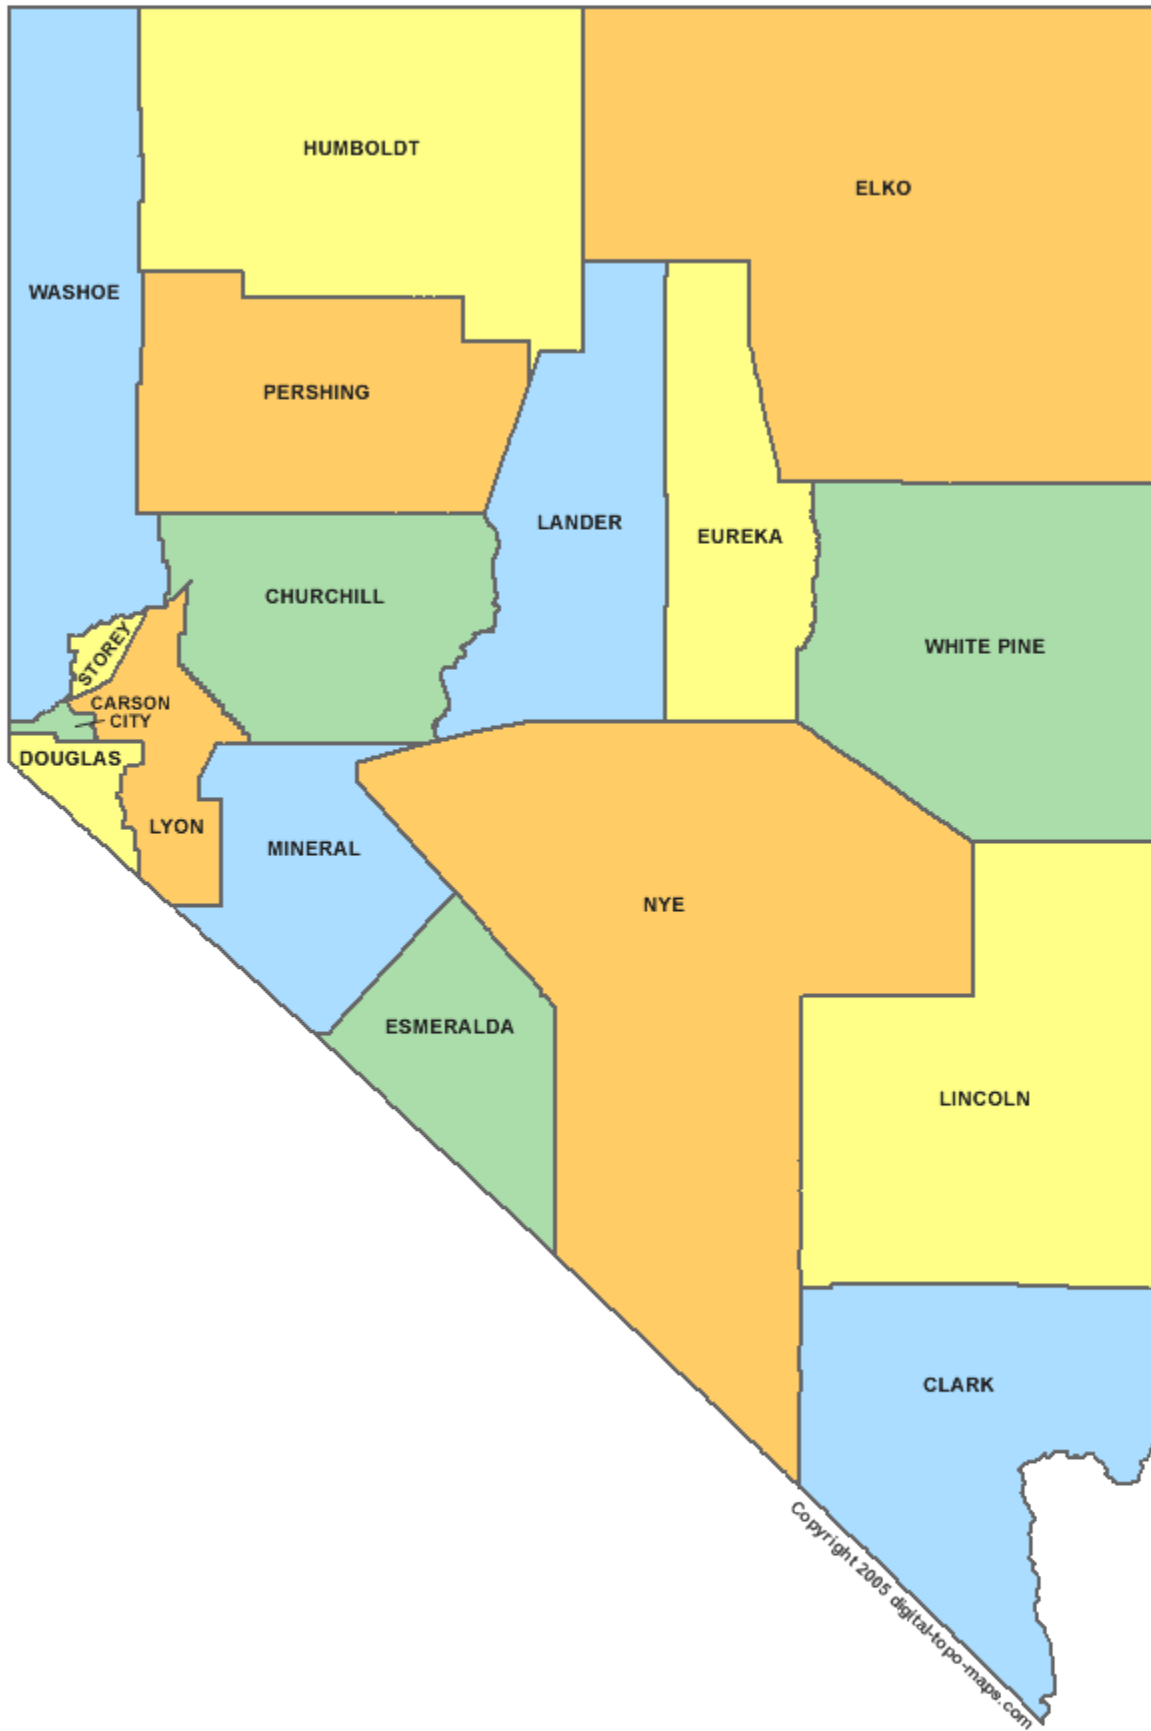 HUMBOLDT
ELKO
WASHOE
PERSHING
LANDER
EUREKA
CHURCHILL
WHITE PINE
STOREY
CARSON
CITY
DOUGLAS
LYON
MINERAL
NYE
ESMERALDA
LINCOLN
CLARK
Copyright 2005 digital-topo-maps.com